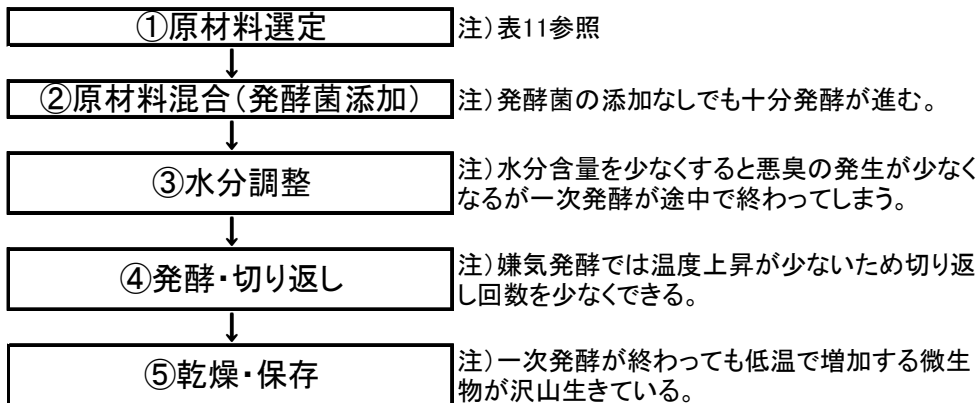 ①原材料選定
注）表11参照
②原材料混合（発酵菌添加）
注）発酵菌の添加なしでも十分発酵が進む。
③水分調整
注）水分含量を少なくすると悪臭の発生が少なく
なるが一次発酵が途中で終わってしまう。
④発酵・切り返し
注）嫌気発酵では温度上昇が少ないため切り返
し回数を少なくできる。
⑤乾燥・保存
注）一次発酵が終わっても低温で増加する微生
物が沢山生きている。